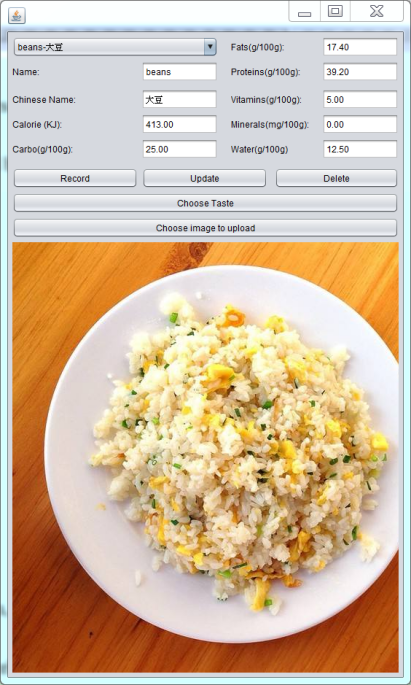 beans-大豆
Fats(g/100g): 17.40
Name: beans
Proteins(g/100g): 39.20
Chinese Name: 大豆
Vitamins(g/100g): 5.00
Calorie (KJ): 413.00
Minerals(mg/100g): 0.00
Carbo(g/100g): 25.00
Water(g/100g) 12.50
Record
Update
Delete
Choose Taste
Choose image to upload